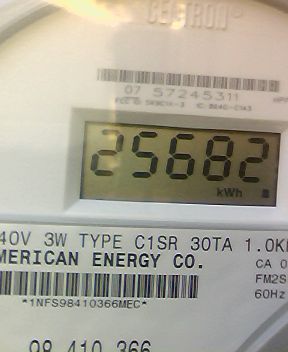 CELLTRON®
07 57245311
25682
kWh
40V 3W TYPE C1SR 30TA 1.0K
MERICAN ENERGY CO.
CA 0
FM2S
60Hz
*1NFS98410366MEC*
98 410 366